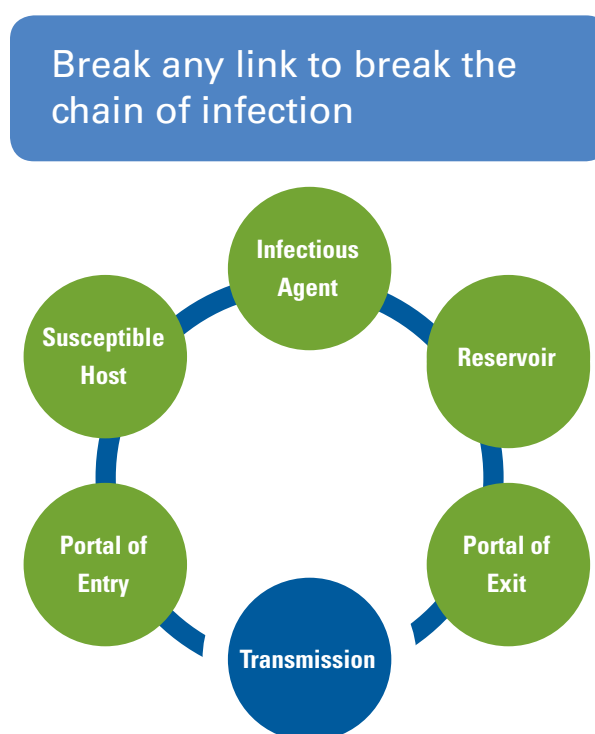 Break any link to break the
chain of infection
Infectious
Agent
Reservoir
Portal of
Exit
Transmission
Portal of
Entry
Susceptible
Host